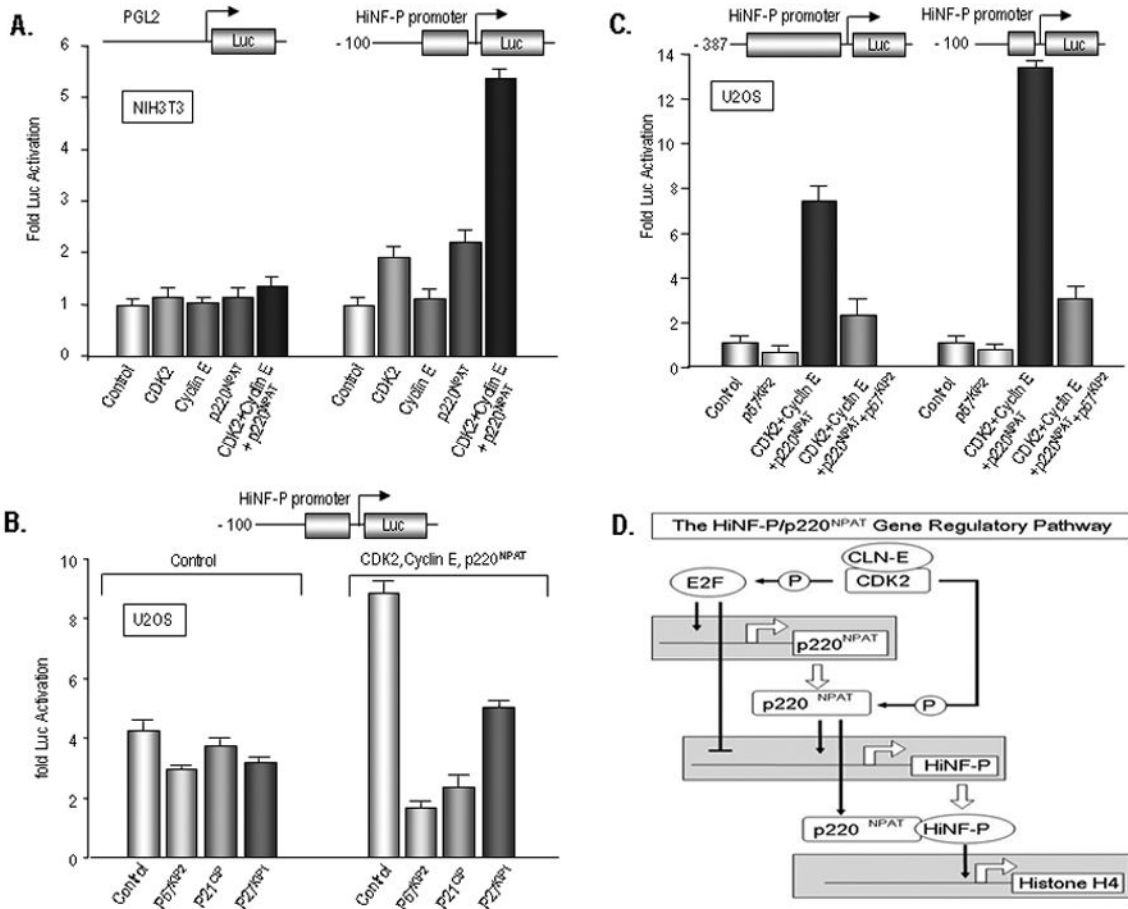 A.
PGL2
Luc
HiNF-P promoter
- 100
Luc
NIH3T3
Fold Luc Activation
6
5
4
3
2
1
0
Control
CDK2
Cyclin E
p220NPAT
CDK2+Cyclin E
+ p220NPAT
Control
CDK2
Cyclin E
p220NPAT
CDK2+Cyclin E
+ p220NPAT
B.
HiNF-P promoter
- 100
Luc
Control
CDK2, Cyclin E, p220NPAT
U2OS
fold Luc Activation
10
8
6
4
2
0
Control
P57KIP2
P21CIP
P27KIP1
Control
P57KIP2
P21CIP
P27KIP1
C.
HiNF-P promoter
- 387
Luc
HiNF-P promoter
- 100
Luc
U2OS
Fold Luc Activation
14
12
10
8
6
4
2
0
Control
p57KIP2
CDK2+Cyclin E
+p220NPAT
CDK2+Cyclin E
+p220NPAT+p57KIP2
Control
p57KIP2
CDK2+Cyclin E
+p220NPAT
CDK2+Cyclin E
+p220NPAT+p57KIP2
D.
The HiNF-P/p220NPAT Gene Regulatory Pathway
CLN-E
CDK2
P
E2F
p220NPAT
p220 NPAT
P
HiNF-P
p220 NPAT
HiNF-P
Histone H4